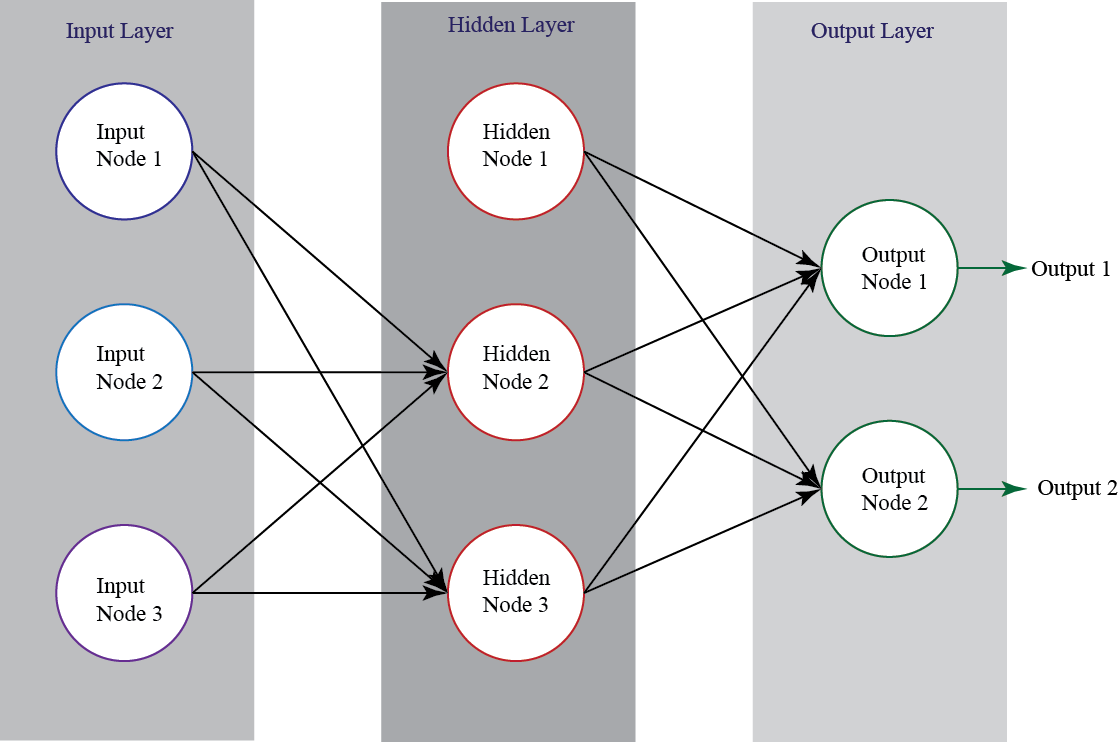 Input Layer
Hidden Layer
Output Layer
Input
Node 1
Hidden
Node 1
Output
Node 1
Output 1
Input
Node 2
Hidden
Node 2
Output
Node 2
Output 2
Input
Node 3
Hidden
Node 3